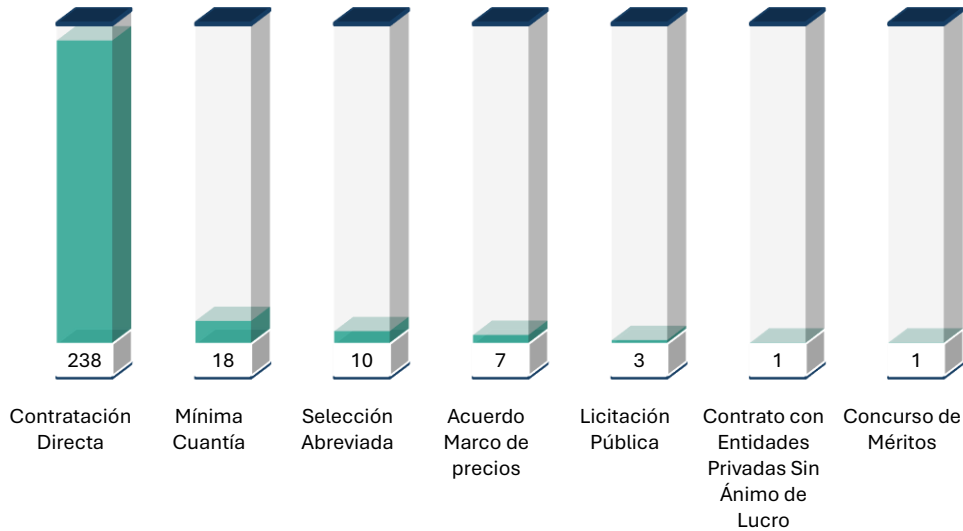 238
18
10
7
3
1
1
Contratación
Directa
Mínima
Cuantía
Selección
Abreviada
Acuerdo
Marco de
precios
Licitación
Pública
Contrato con
Entidades
Privadas Sin
Ánimo de
Lucro
Concurso de
Méritos